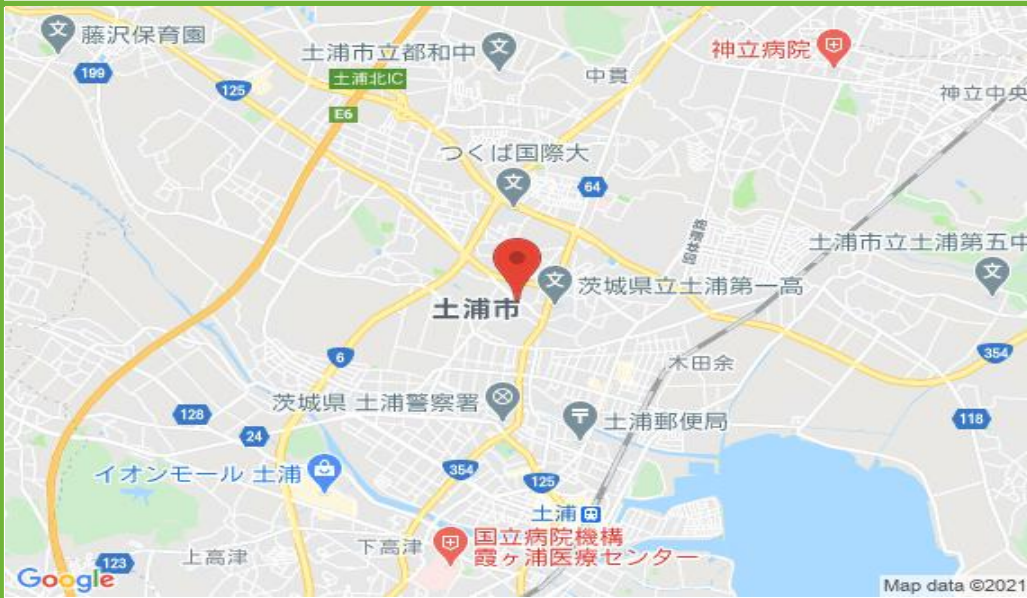 藤沢保育園
土浦市立都和中
神立病院
199
土浦北IC
中貫
125
神立中央
E6
つくば国際大
64
国体道路
土浦市立土浦第五中
茨城県立土浦第一高
土浦市
6
354
木田余
茨城県 土浦警察署
128
土浦郵便局
118
24
イオンモール 土浦
354
125
土浦
国立病院機構
霞ヶ浦医療センター
上高津
下高津
123
Google
Map data ©2021